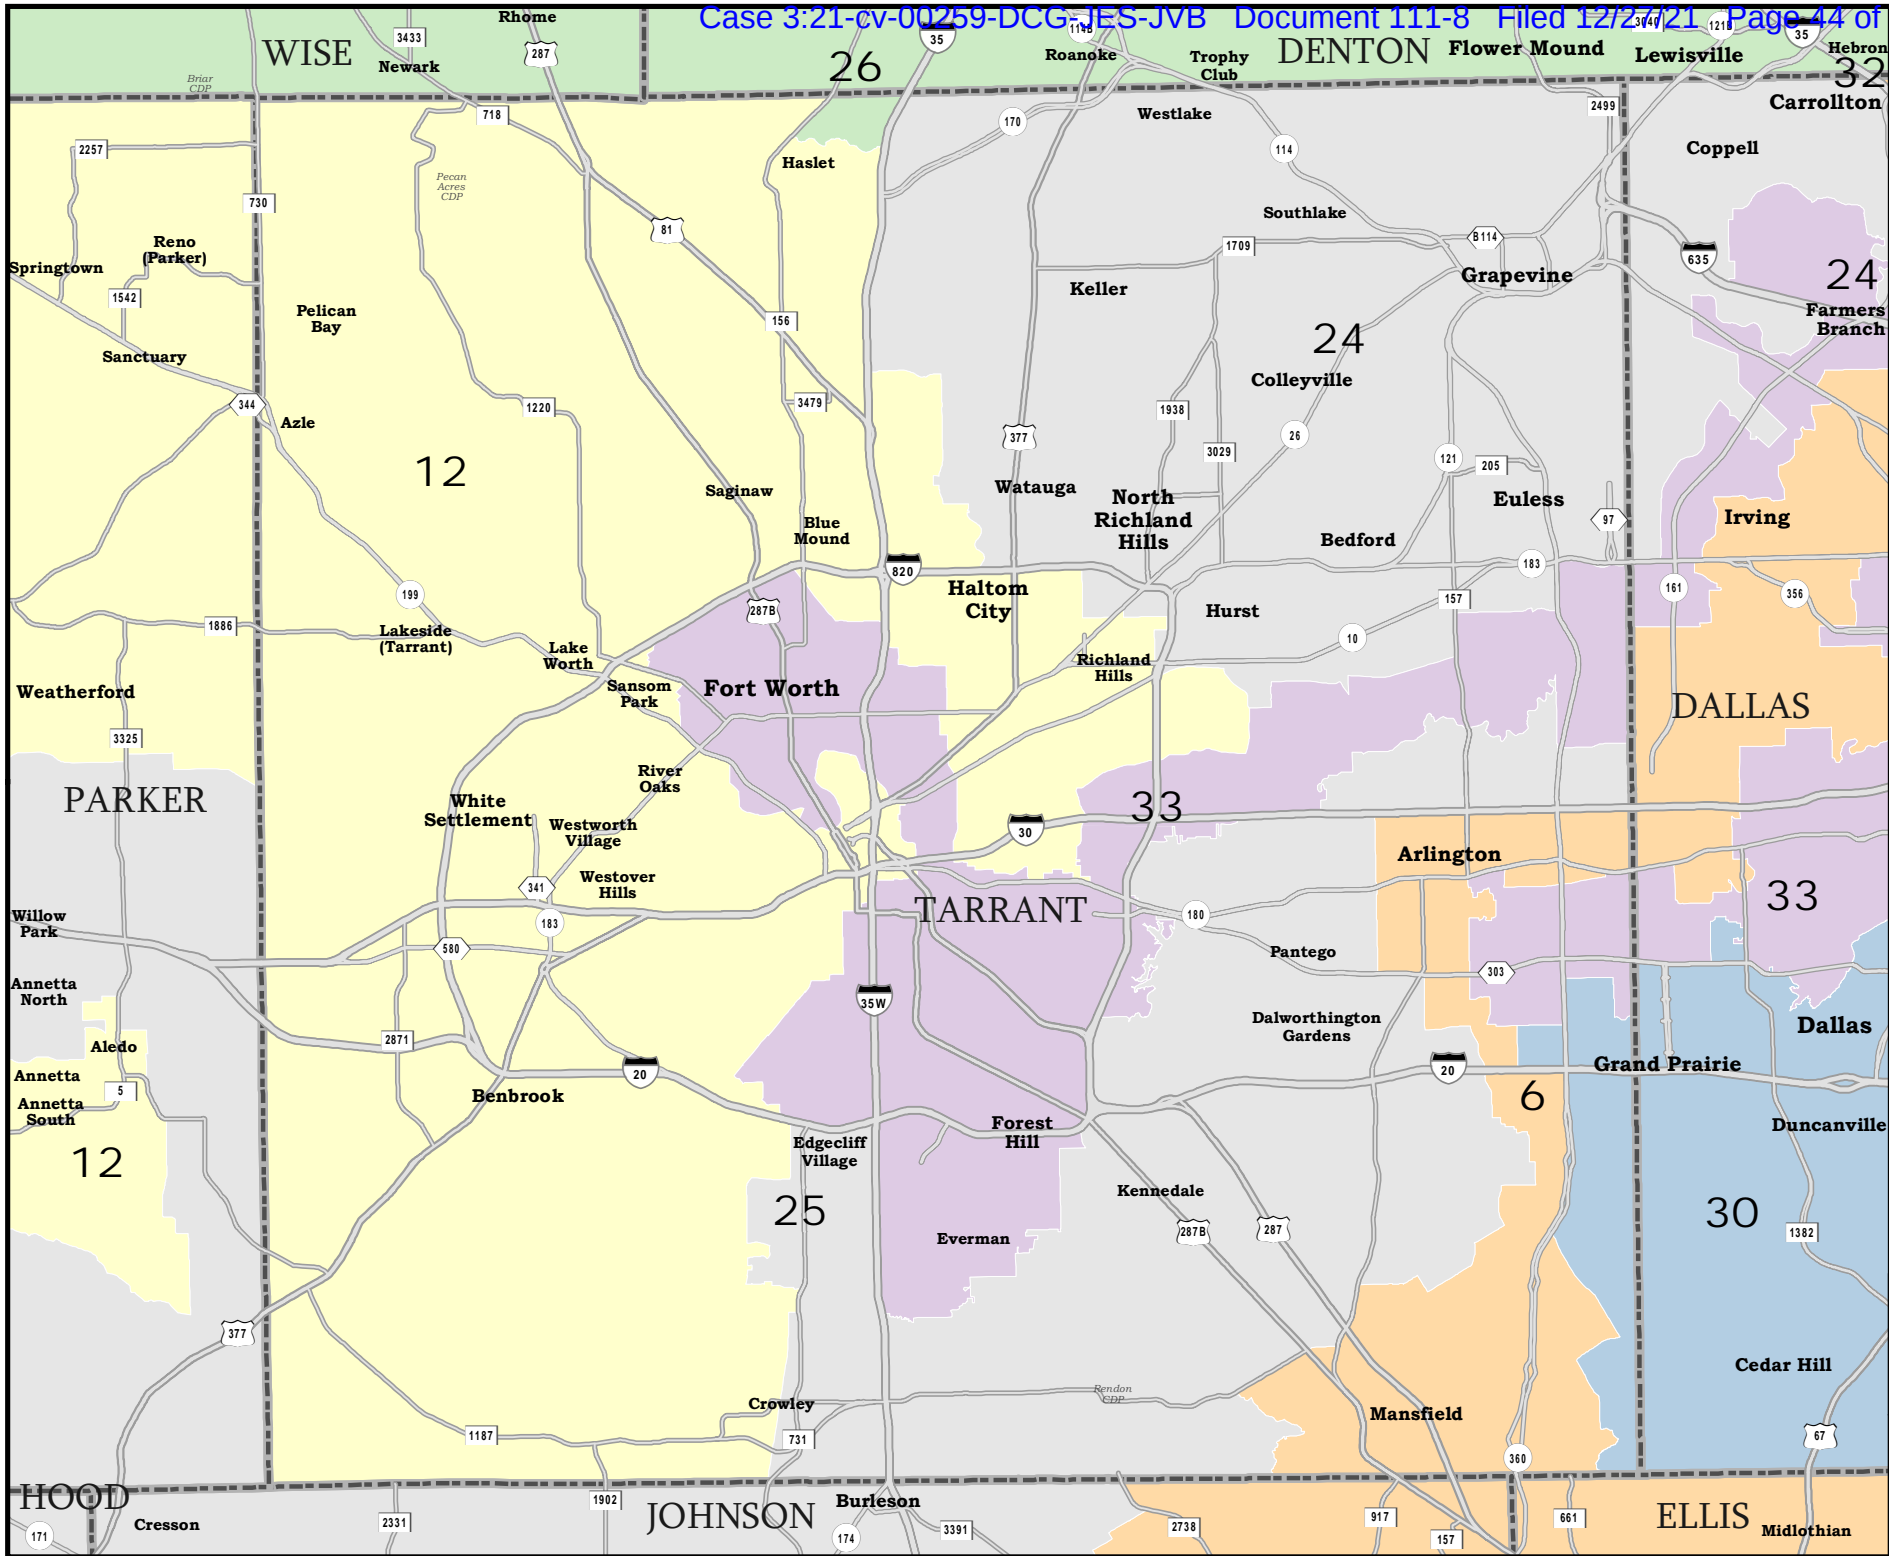 Case 3:21-cv-00259-DCG-JES-JVB Document 111-8 Filed 12/27/21 Page 44 of
Rhome
WISE
3433
Newark
287
Briar
CDP
26
35
114B
Roanoke
Trophy
Club
DENTON
Flower Mound
3040
121B
Lewisville
35
Hebron
32
Carrollton
718
170
Westlake
2499
2257
114
Coppell
Haslet
Pecan
Acres
CDP
730
81
Southlake
B114
1709
635
Reno
(Parker)
Springtown
1542
Keller
Grapevine
24
Farmers
Branch
Pelican
Bay
156
24
Sanctuary
Colleyville
344
Azle
1220
3479
1938
377
26
3029
121
205
12
Saginaw
Watauga
North
Richland
Hills
Euless
97
Irving
Blue
Mound
Bedford
820
183
Haltom
City
199
287B
161
356
157
Hurst
1886
Lakeside
(Tarrant)
10
Lake
Worth
Richland
Hills
Weatherford
Sansom
Park
Fort Worth
DALLAS
3325
River
Oaks
PARKER
White
Settlement
Westworth
Village
33
30
Arlington
341
Westover
Hills
33
TARRANT
180
Willow
Park
183
580
Pantego
303
Annetta
North
35W
Dalworthington
Gardens
Dallas
2871
Aledo
Annetta
5
Annetta
South
20
20
Grand Prairie
Benbrook
6
Forest
Hill
Duncanville
Edgecliff
Village
12
25
Kennedale
30
287B
287
1382
Everman
377
Cedar Hill
Rendon
CDP
Crowley
Mansfield
1187
731
67
360
HOOD
1902
JOHNSON
Burleson
171
Cresson
2331
174
3391
2738
917
157
661
ELLIS
Midlothian